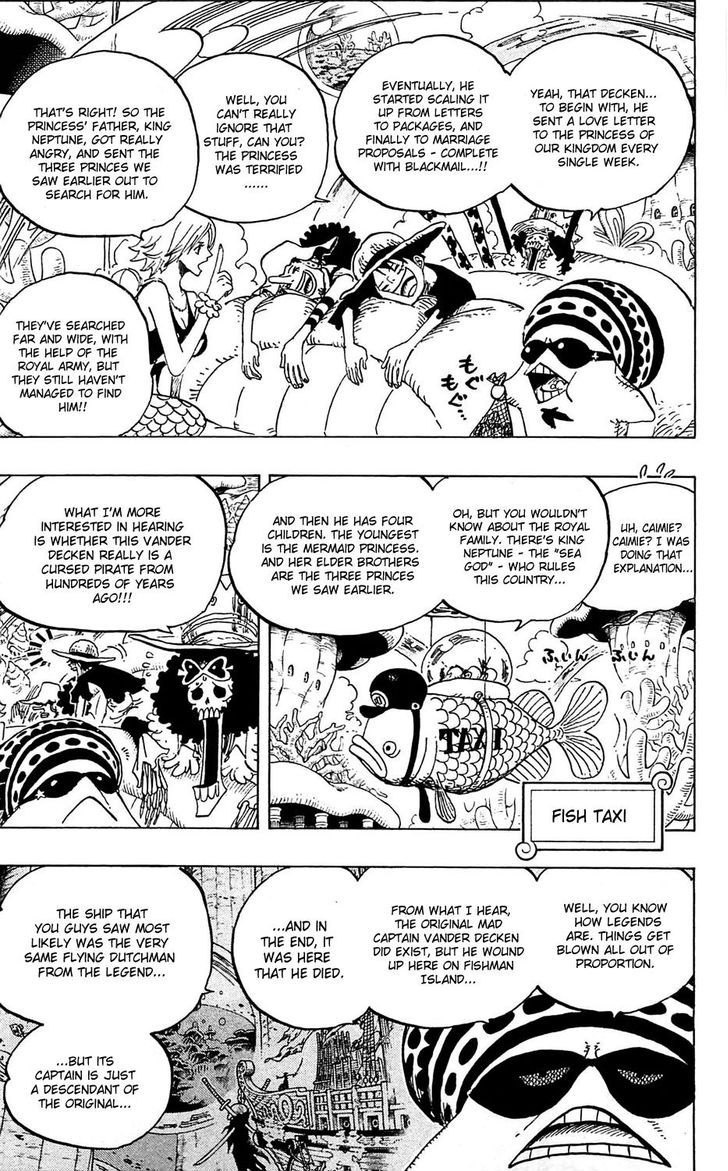 YEAH, THAT DECKEN...
TO BEGIN WITH, HE
SENT A LOVE LETTER
TO THE PRINCESS OF
OUR KINGDOM EVERY
SINGLE WEEK.
EVENTUALLY, HE
STARTED SCALING IT
UP FROM LETTERS
TO PACKAGES, AND
FINALLY TO MARRIAGE
PROPOSALS - COMPLETE
WITH BLACKMAIL...!!
WELL, YOU
CAN'T REALLY
IGNORE THAT
STUFF, CAN YOU?
THE PRINCESS
WAS TERRIFIED
......
THAT'S RIGHT! SO THE
PRINCESS' FATHER, KING
NEPTUNE, GOT REALLY
ANGRY, AND SENT THE
THREE PRINCES WE
SAW EARLIER OUT TO
SEARCH FOR HIM.
THEY'VE SEARCHED
FAR AND WIDE, WITH
THE HELP OF THE
ROYAL ARMY, BUT
THEY STILL HAVEN'T
MANAGED TO FIND
HIM!!
もぐもぐ...
UH, CAIMIE?
CAIMIE? I WAS
DOING THAT
EXPLANATION...
OH, BUT YOU WOULDN'T
KNOW ABOUT THE ROYAL
FAMILY. THERE'S KING
NEPTUNE - THE "SEA
GOD" - WHO RULES
THIS COUNTRY...
AND THEN HE HAS FOUR
CHILDREN. THE YOUNGEST
IS THE MERMAID PRINCESS.
AND HER ELDER BROTHERS
ARE THE THREE PRINCES
WE SAW EARLIER.
ふぃん ふぃん
TAXI
FISH TAXI
WHAT I'M MORE
INTERESTED IN HEARING
IS WHETHER THIS VANDER
DECKEN REALLY IS A
CURSED PIRATE FROM
HUNDREDS OF YEARS
AGO!!!
WELL, YOU KNOW
HOW LEGENDS
ARE. THINGS GET
BLOWN ALL OUT OF
PROPORTION.
FROM WHAT I HEAR,
THE ORIGINAL MAD
CAPTAIN VANDER DECKEN
DID EXIST, BUT HE WOUND
UP HERE ON FISHMAN
ISLAND...
...AND IN
THE END, IT
WAS HERE
THAT HE DIED.
THE SHIP THAT
YOU GUYS SAW MOST
LIKELY WAS THE VERY
SAME FLYING DUTCHMAN
FROM THE LEGEND...
...BUT ITS
CAPTAIN IS JUST
A DESCENDANT OF
THE ORIGINAL...